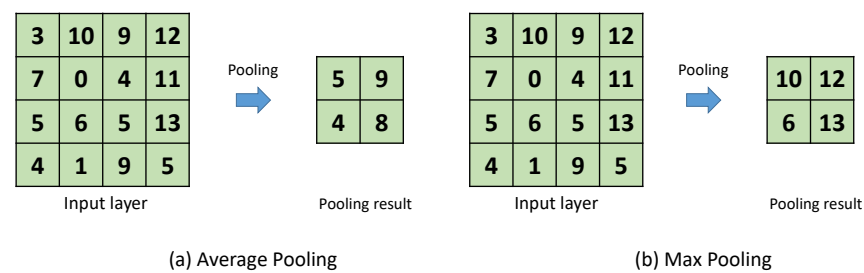 3 10 9 12
7 0 4 11
5 6 5 13
4 1 9 5
Input layer
Pooling
5 9
4 8
Pooling result
(a) Average Pooling
3 10 9 12
7 0 4 11
5 6 5 13
4 1 9 5
Input layer
Pooling
10 12
6 13
Pooling result
(b) Max Pooling